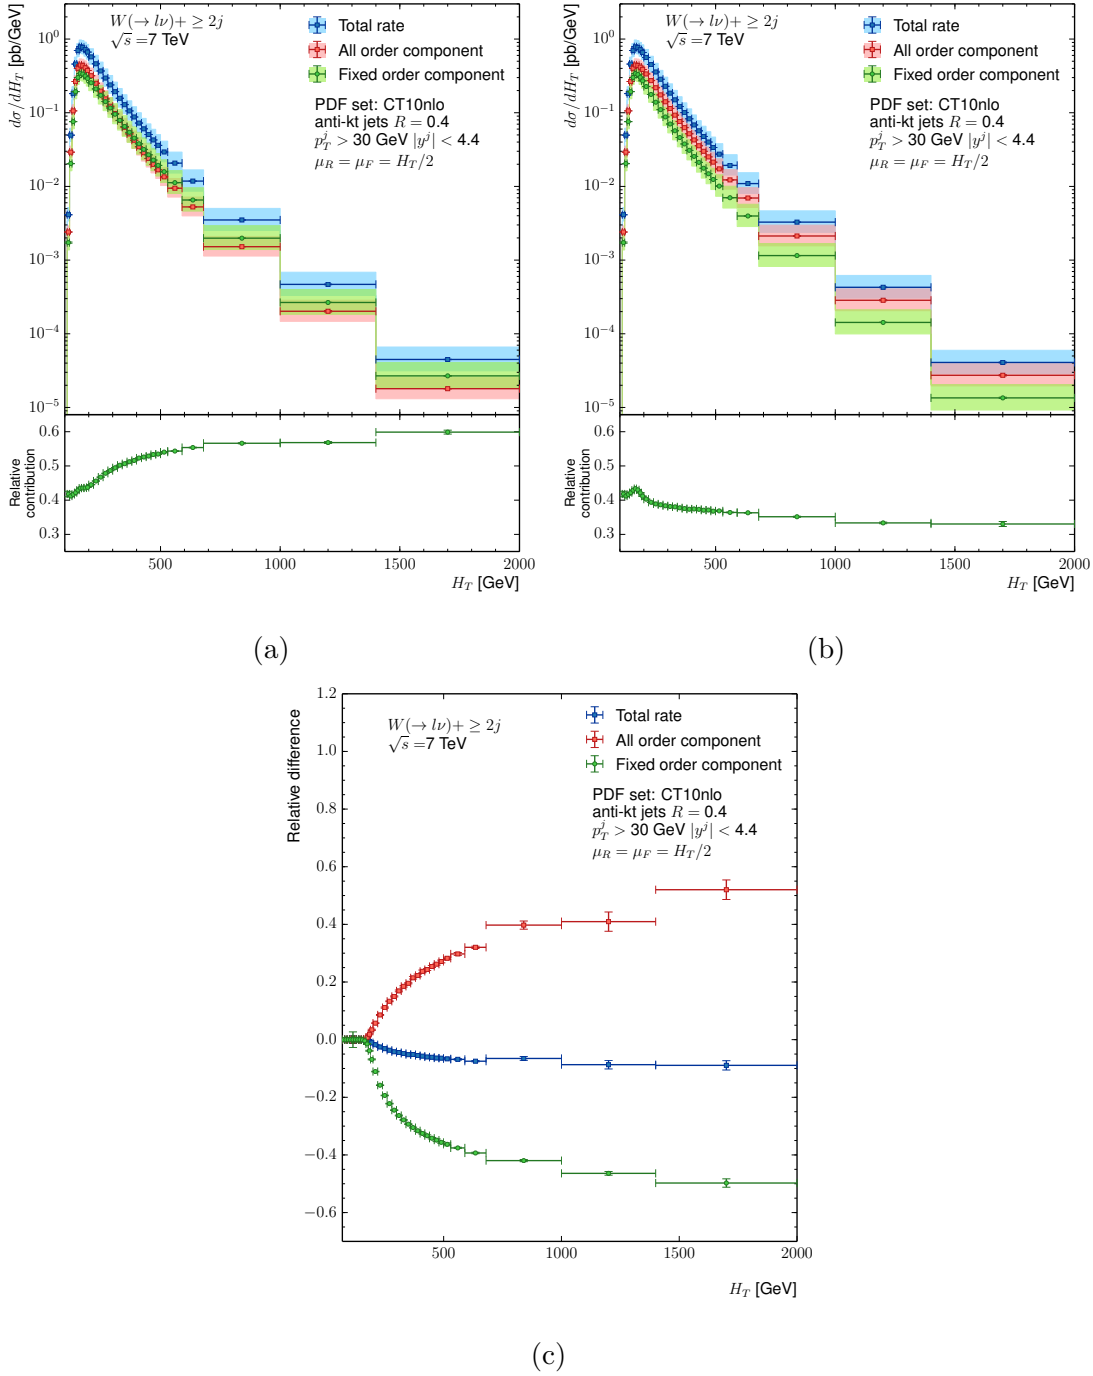 W(→ lν)+ ≥ 2j
√s =7 TeV
Total rate
All order component
Fixed order component
PDF set: CT10nlo
anti-kt jets R = 0.4
p_T^j > 30 GeV |y^j| < 4.4
μ_R = μ_F = H_T/2
dσ/dH_T [pb/GeV]
10^0
10^−1
10^−2
10^−3
10^−4
10^−5
Relative
contribution
0.6
0.5
0.4
0.3
500 1000 1500 2000
H_T [GeV]
(a)
W(→ lν)+ ≥ 2j
√s =7 TeV
Total rate
All order component
Fixed order component
PDF set: CT10nlo
anti-kt jets R = 0.4
p_T^j > 30 GeV |y^j| < 4.4
μ_R = μ_F = H_T/2
dσ/dH_T [pb/GeV]
10^0
10^−1
10^−2
10^−3
10^−4
10^−5
Relative
contribution
0.6
0.5
0.4
0.3
500 1000 1500 2000
H_T [GeV]
(b)
W(→ lν)+ ≥ 2j
√s =7 TeV
Total rate
All order component
Fixed order component
PDF set: CT10nlo
anti-kt jets R = 0.4
p_T^j > 30 GeV |y^j| < 4.4
μ_R = μ_F = H_T/2
Relative difference
1.2
1.0
0.8
0.6
0.4
0.2
0.0
−0.2
−0.4
−0.6
500 1000 1500 2000
H_T [GeV]
(c)